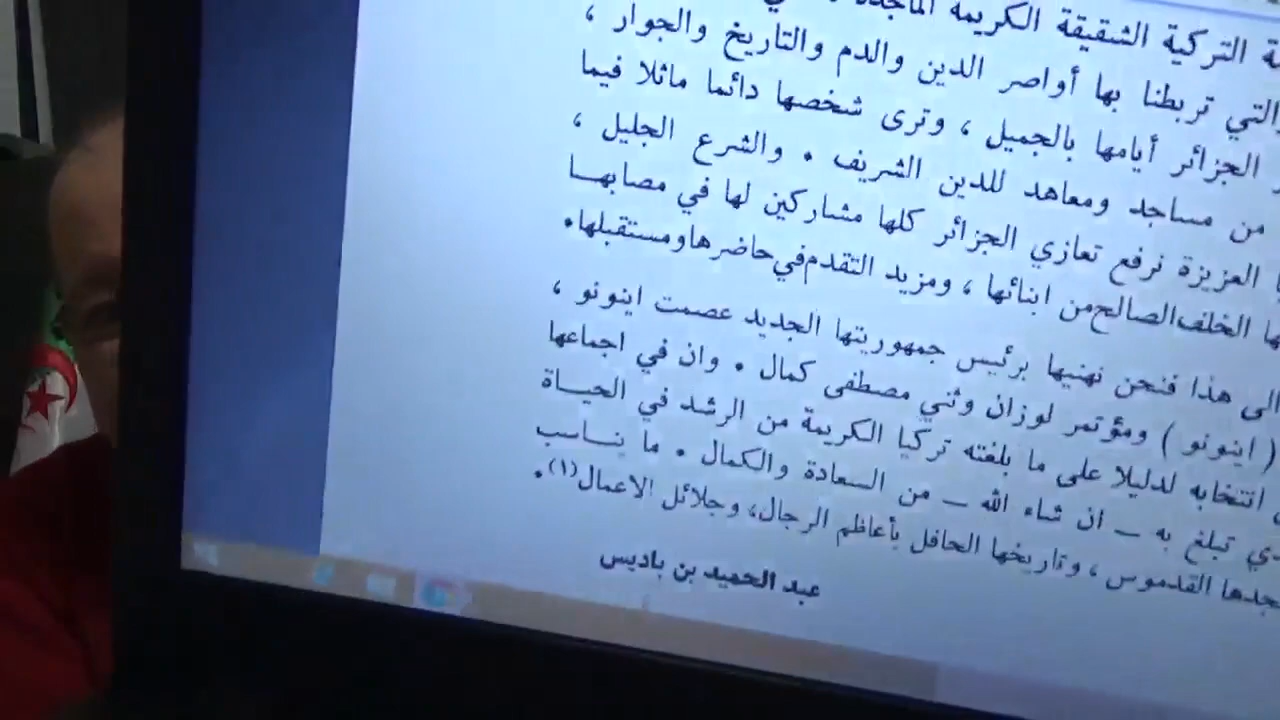 التركية الشقيقة الكريمة الماجدة
والتي تربطنا بها أواصر الدين والدم والتاريخ والجوار ،
الجزائر أيامها بالجميل ، وترى شخصها دائما ماثلا فيما
من مساجد ومعاهد للدين الشريف . والشرع الجليل ،
العزيزة نرفع تعازي الجزائر كلها مشاركين لها في مصابها
الخلف الصالح من ابنائها ، ومزيد التقدم في حاضرها ومستقبلها.
الى هذا فنحن نهنيها برئيس جمهوريتها الجديد عصمت اينونو ،
( اينونو ) ومؤتمر لوزان وثني مصطفى كمال . وان في اجماعها
انتخابه لدليلا على ما بلغته تركيا الكريمة من الرشد في الحياة
تبلغ به – ان شاء الله – من السعادة والكمال . ما يناسب
القدموس ، وتاريخها الحافل بأعاظم الرجال، وجلائل الاعمال(١).
عبد الحميد بن باديس